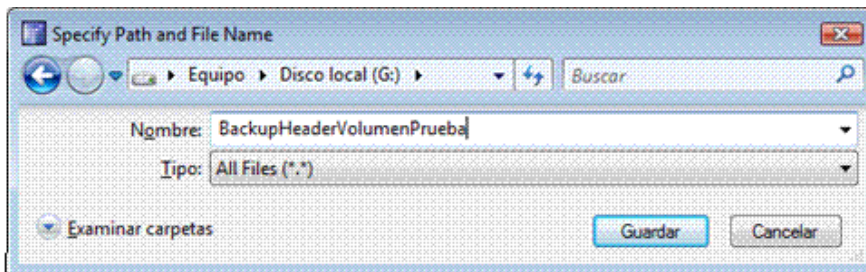 Specify Path and File Name
Equipo Disco local (G:) Buscar
Nombre: BackupHeaderVolumenPrueba
Tipo: All Files (*.*)
Examinar carpetas Guardar Cancelar